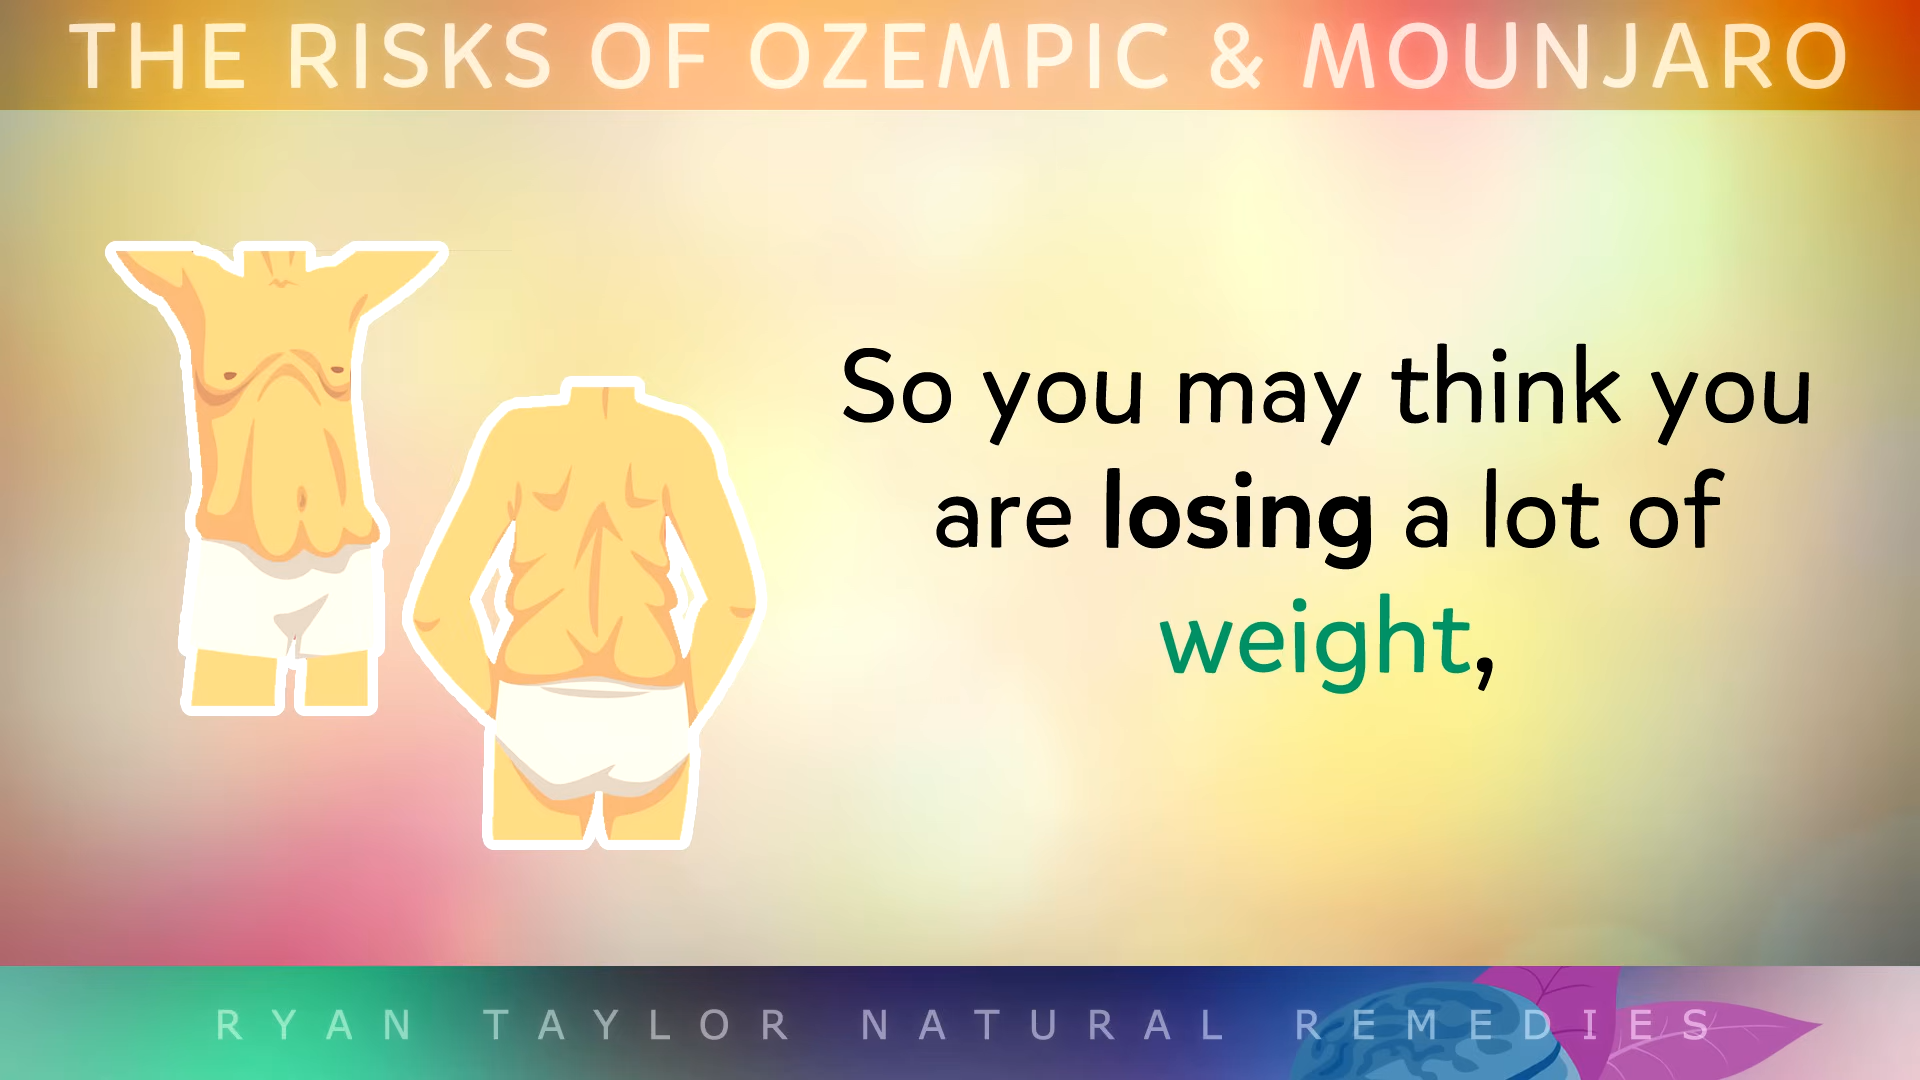 THE RISKS OF OZEMPIC & MOUNJARO
So you may think you
are losing a lot of
weight,
RYAN TAYLOR NATURAL REMEDIES